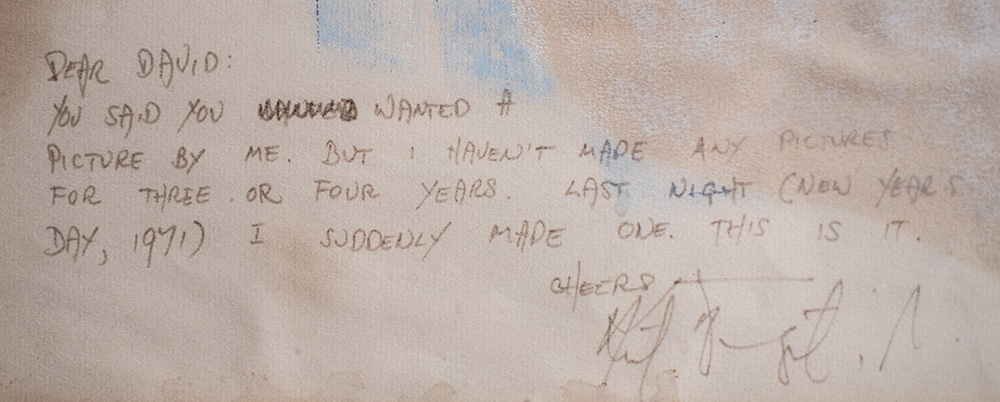 DEAR DAVID:
YOU SAID YOU WANTED A
PICTURE BY ME. BUT I HAVEN'T MADE ANY PICTURES
FOR THREE OR FOUR YEARS. LAST NIGHT (NEW YEAR'S
DAY, 1971) I SUDDENLY MADE ONE. THIS IS IT.
CHEERS